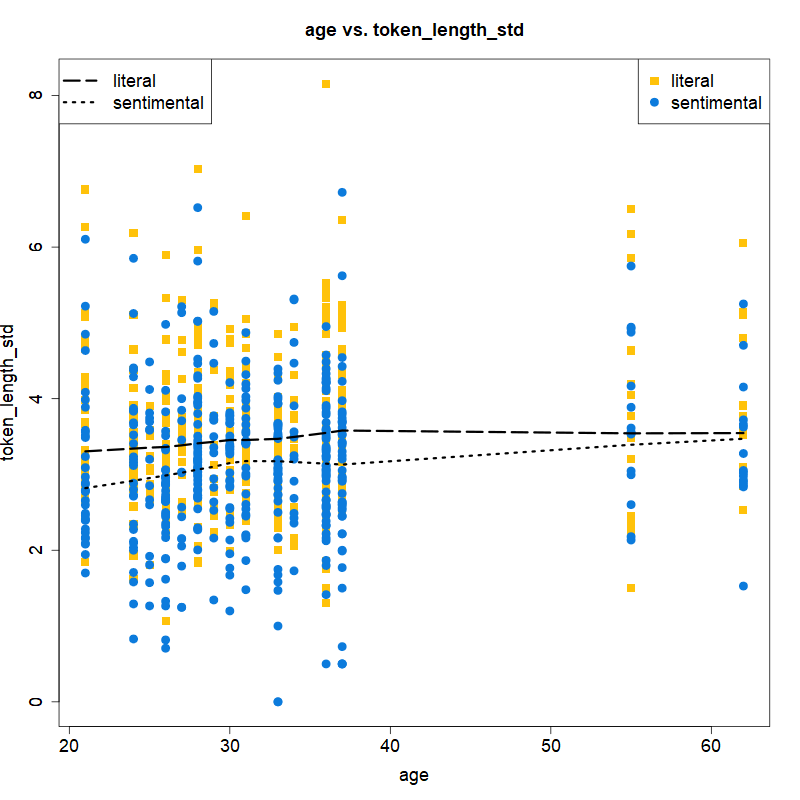 age vs. token_length_std
literal
sentimental
literal
sentimental
8
6
4
2
0
token_length_std
20 30 40 50 60
age